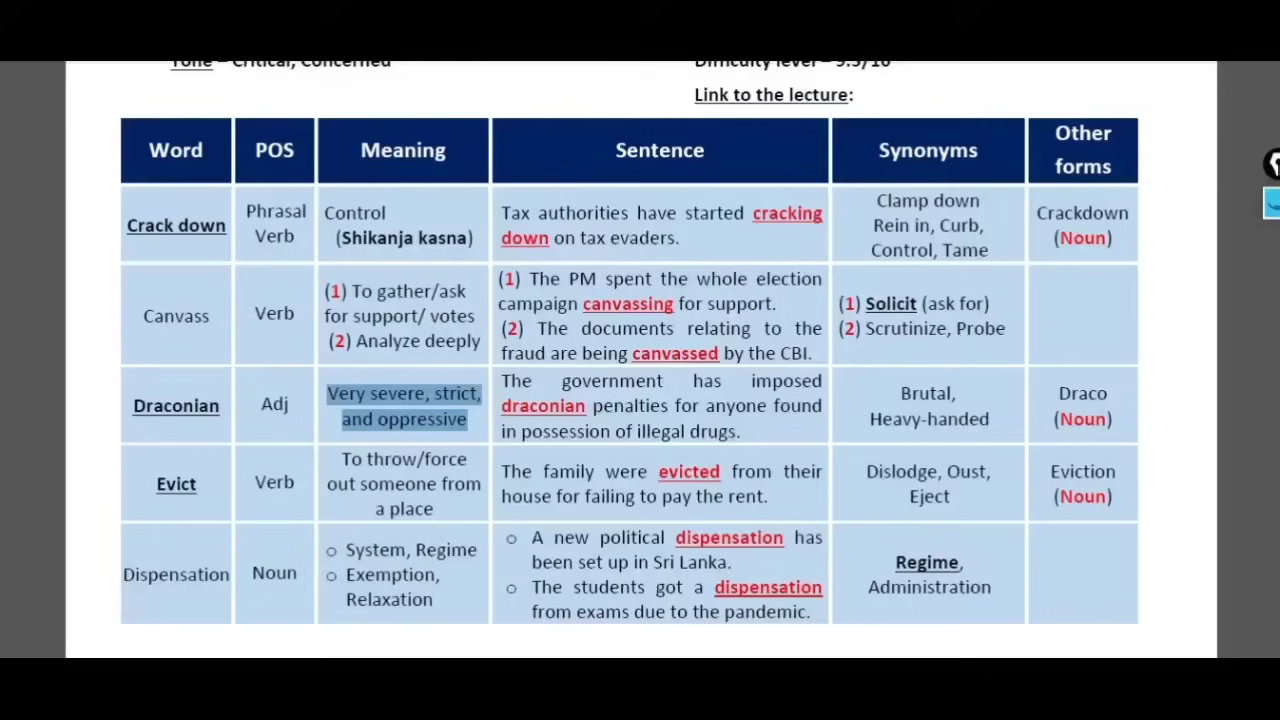 Tone – Critical, Concerned
Difficulty level – 9.5/10
Link to the lecture:
Word POS Meaning Sentence Synonyms Other
forms
Crack down
Phrasal
Verb
Control
(Shikanja kasna)
Tax authorities have started cracking
down on tax evaders.
Clamp down
Rein in, Curb,
Control, Tame
Crackdown
(Noun)
Canvass
Verb
(1) To gather/ask
for support/ votes
(2) Analyze deeply
(1) The PM spent the whole election
campaign canvassing for support.
(2) The documents relating to the
fraud are being canvassed by the CBI.
(1) Solicit (ask for)
(2) Scrutinize, Probe
Draconian
Adj
Very severe, strict,
and oppressive
The government has imposed
draconian penalties for anyone found
in possession of illegal drugs.
Brutal,
Heavy-handed
Draco
(Noun)
Evict
Verb
To throw/force
out someone from
a place
The family were evicted from their
house for failing to pay the rent.
Dislodge, Oust,
Eject
Eviction
(Noun)
Dispensation
Noun
o System, Regime
o Exemption,
Relaxation
o A new political dispensation has
been set up in Sri Lanka.
o The students got a dispensation
from exams due to the pandemic.
Regime,
Administration